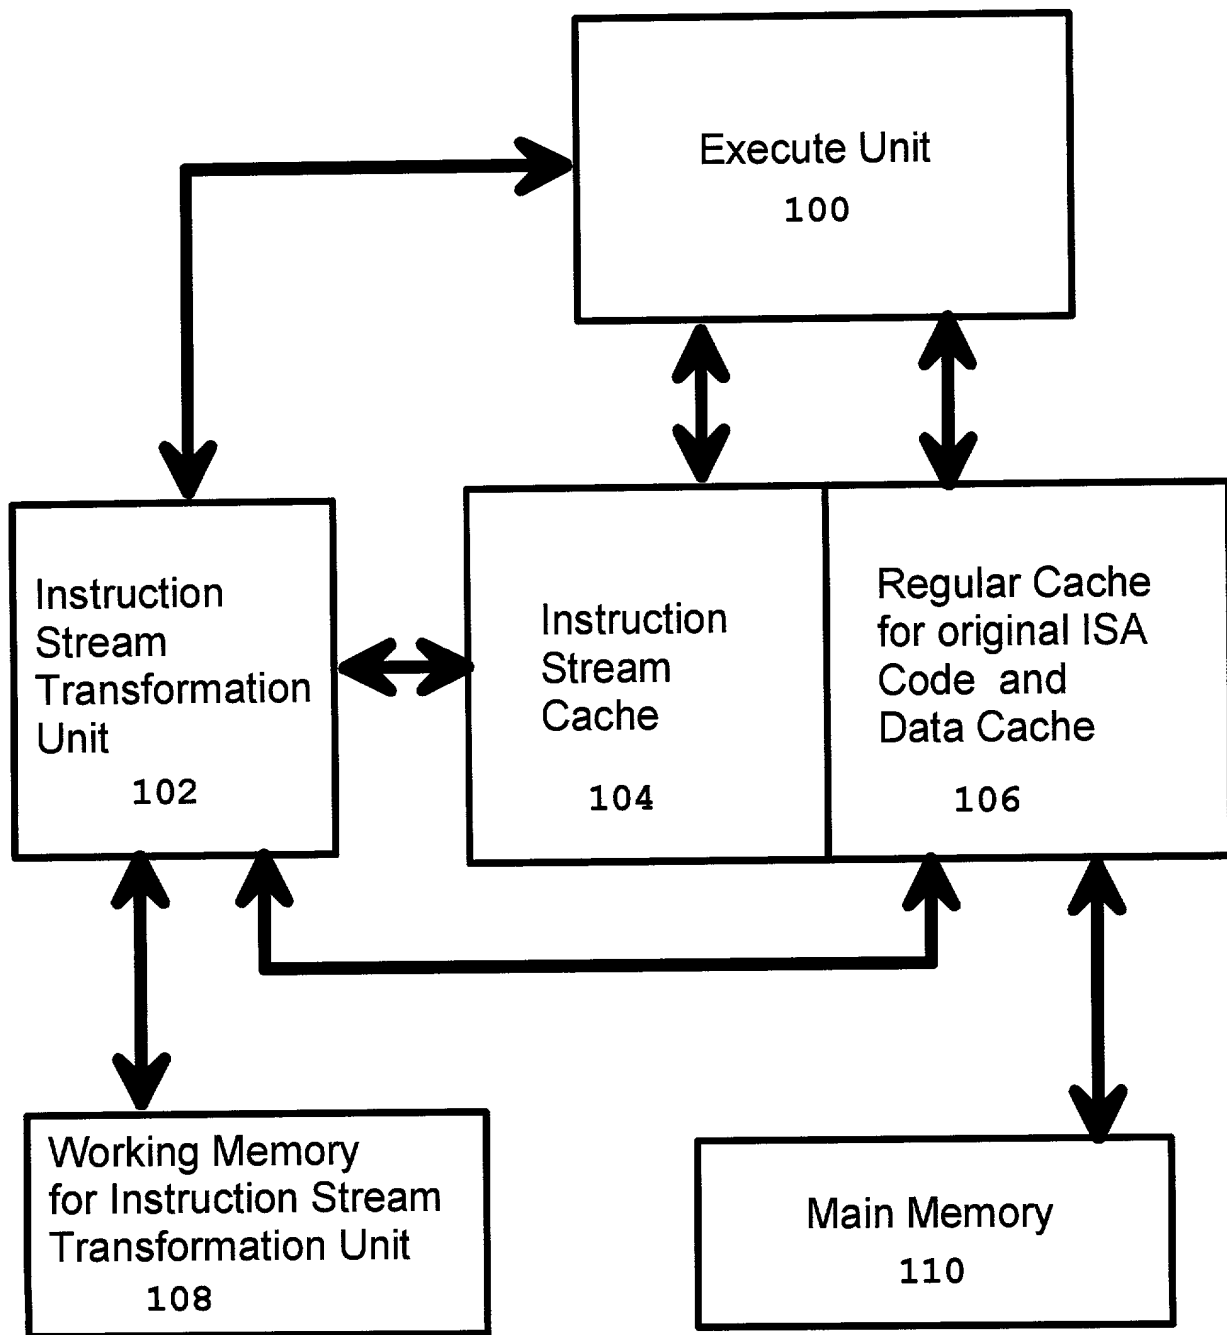 Execute Unit
100
Instruction
Stream
Transformation
Unit
102
Instruction
Stream
Cache
104
Regular Cache
for original ISA
Code and
Data Cache
106
Working Memory
for Instruction Stream
Transformation Unit
108
Main Memory
110